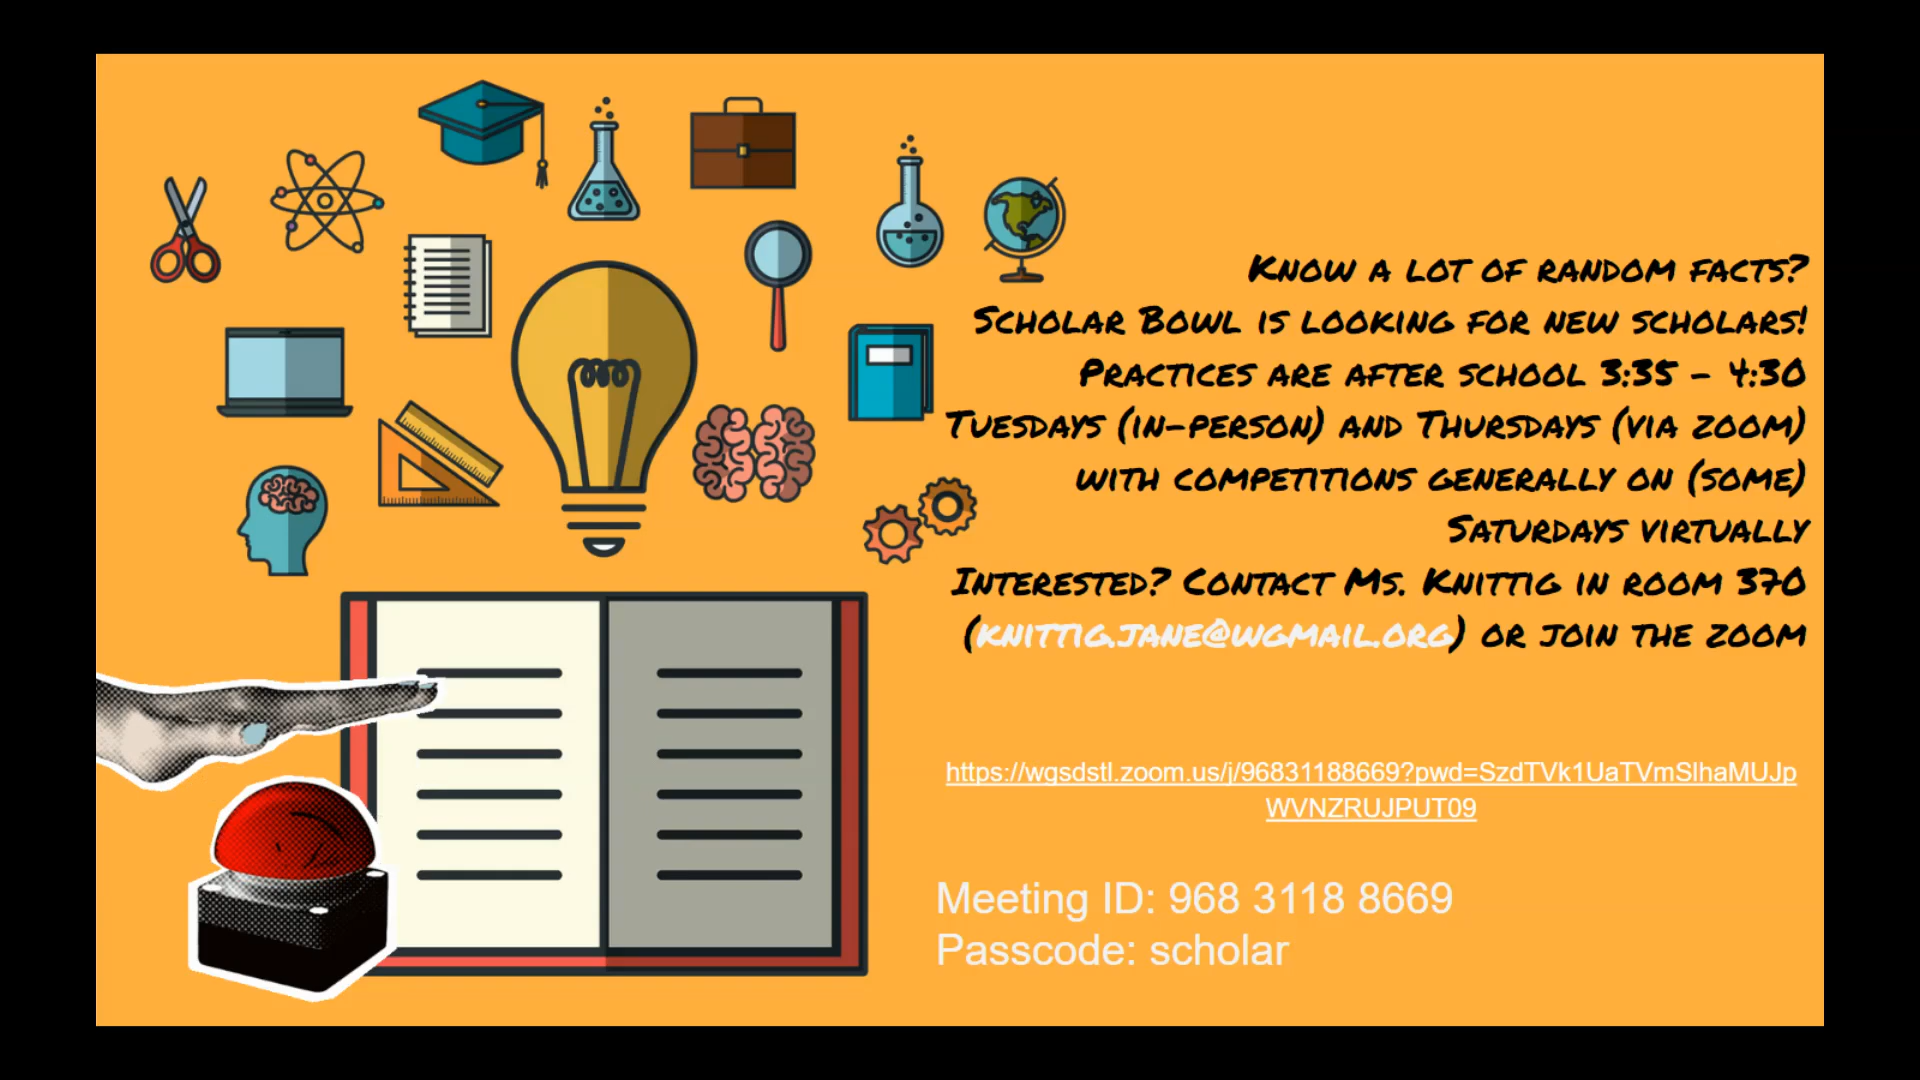 Know a lot of random facts?
Scholar Bowl is looking for new scholars!
Practices are after school 3:35 - 4:30
Tuesdays (in-person) and Thursdays (via zoom)
with competitions generally on (some)
Saturdays virtually
Interested? Contact Ms. Knittig in room 370
(knittig.jane@wgmail.org) or join the zoom
https://wgsdstl.zoom.us/j/96831188669?pwd=SzdTVk1UaTVmSlhaMUJp
WVNZRUJPUT09
Meeting ID: 968 3118 8669
Passcode: scholar